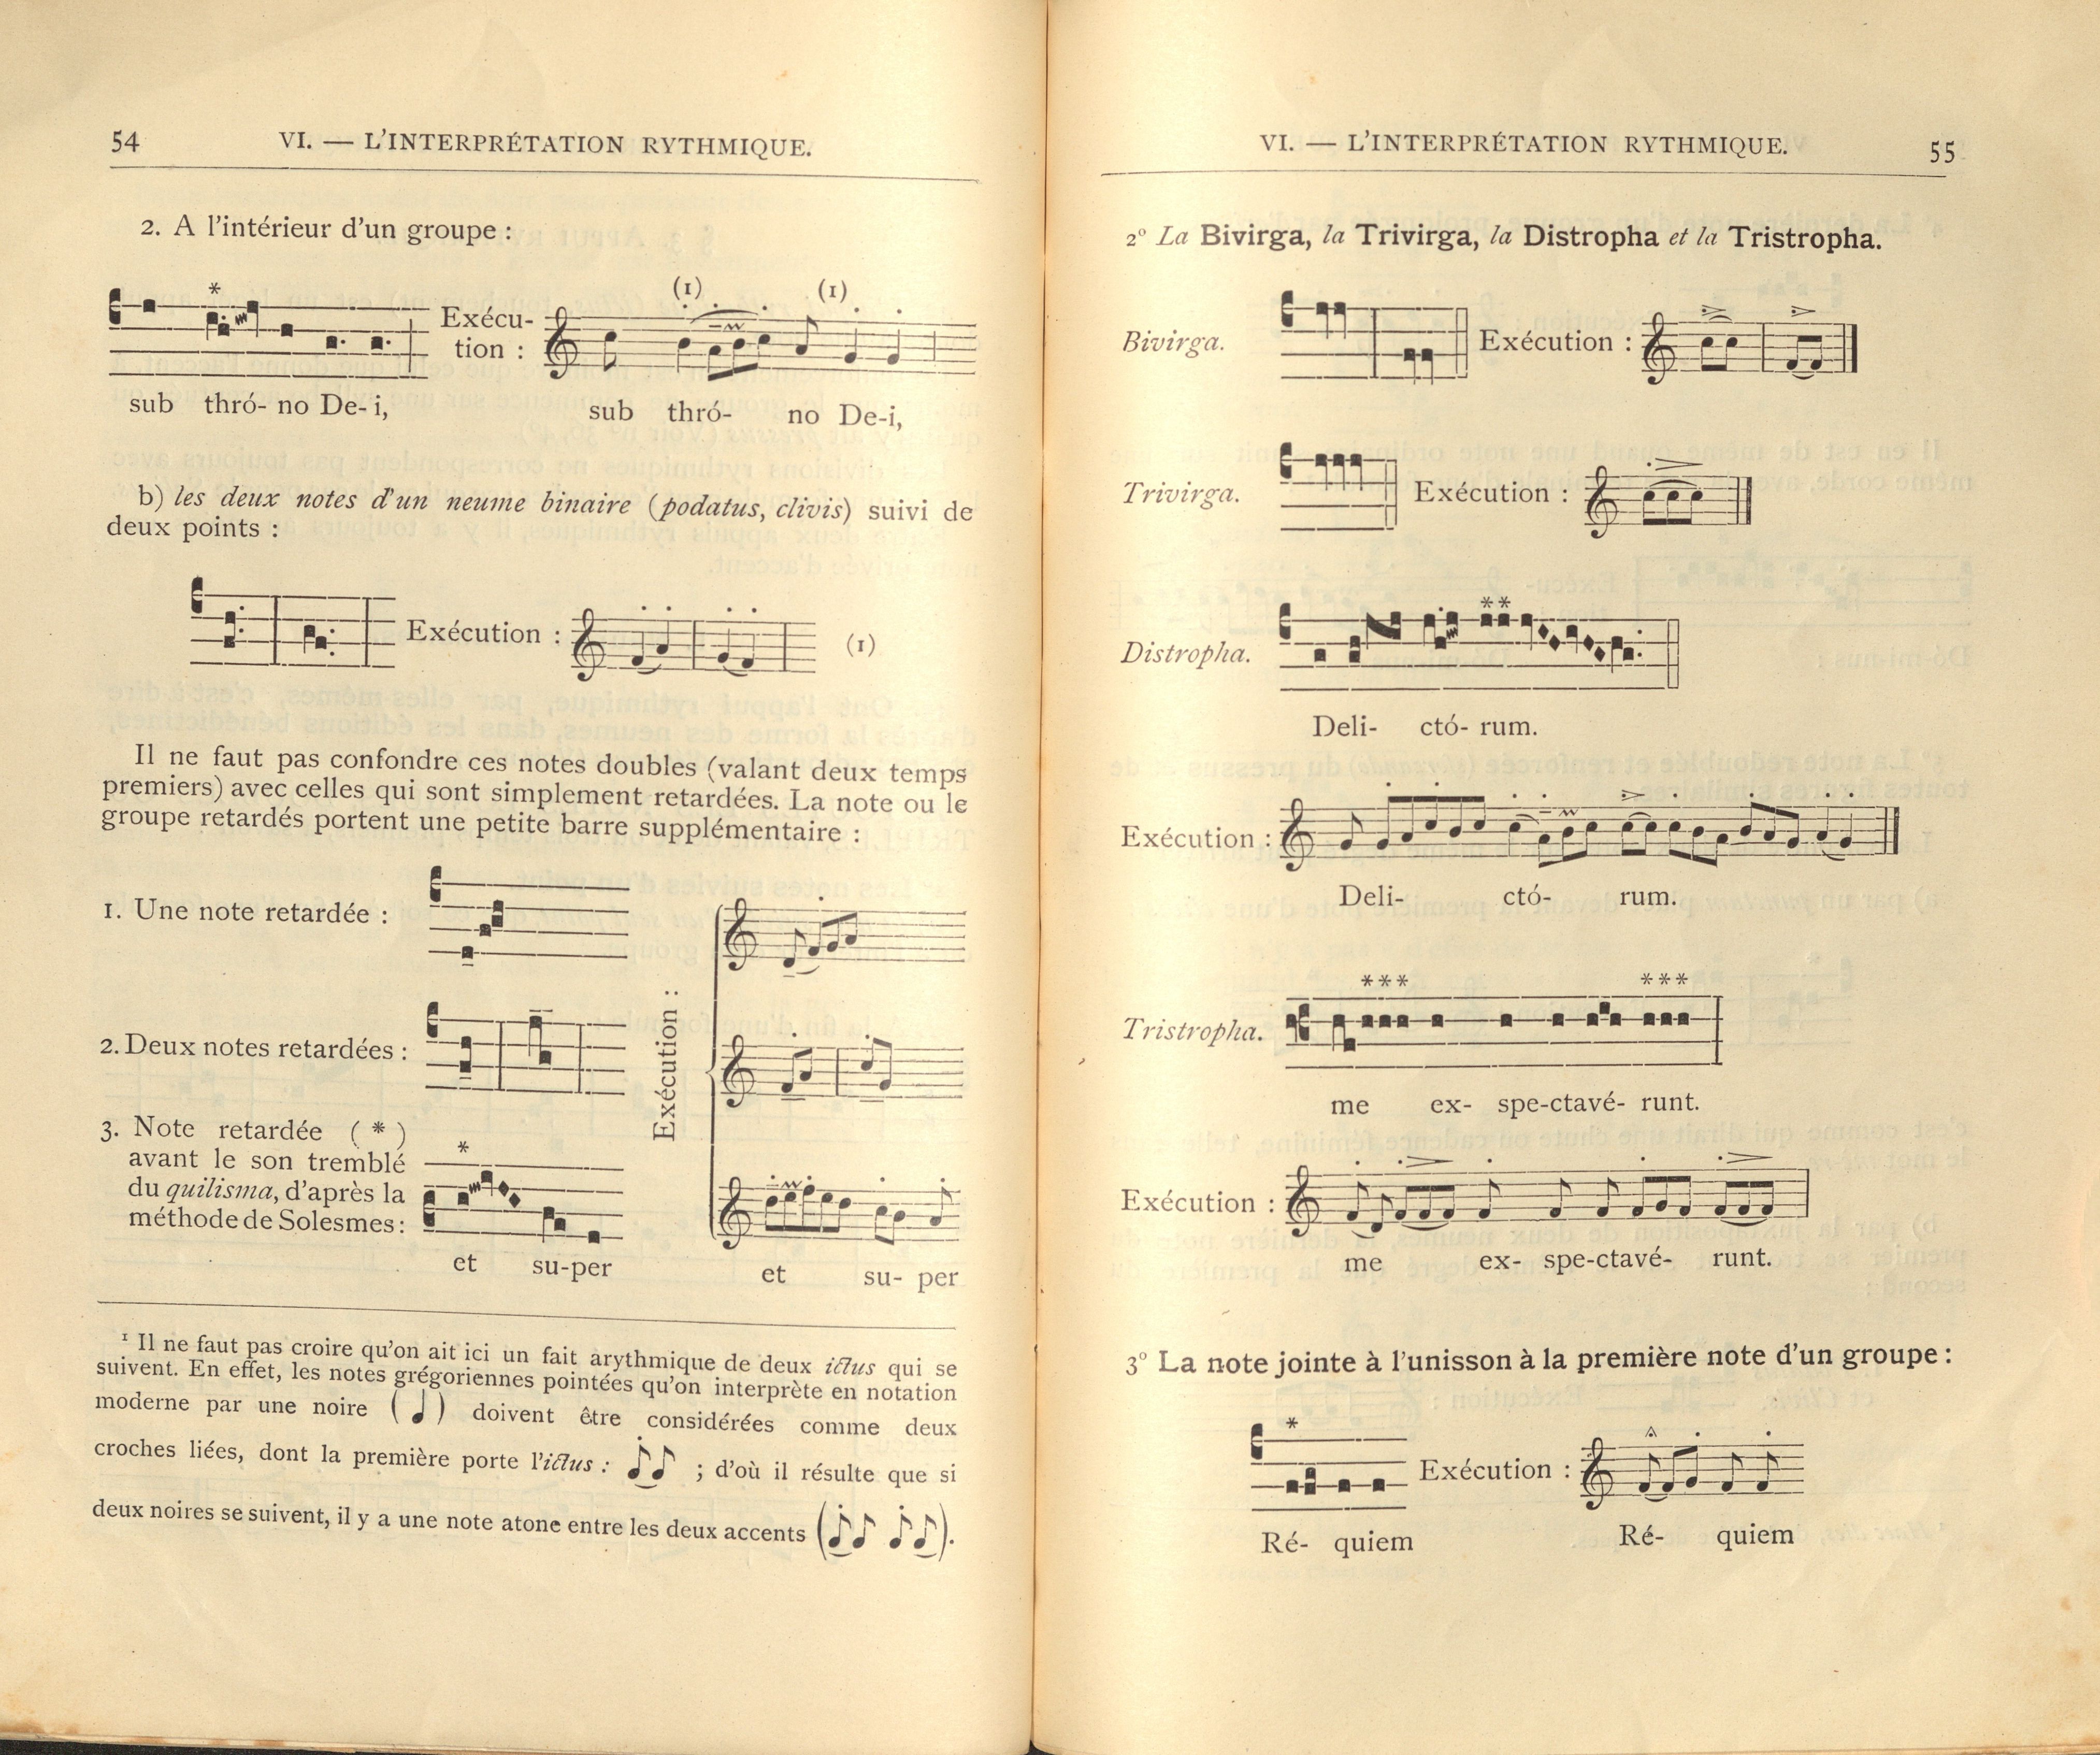 54
VI. — L'INTERPRÉTATION RYTHMIQUE.
2. A l'intérieur d'un groupe :
*
(1)
(1)
Exécu-
tion :
sub thró- no De- i,
sub thró- no De-i,
b) les deux notes d'un neume binaire (podatus, clivis) suivi de
deux points :
Exécution :
(1)
Il ne faut pas confondre ces notes doubles (valant deux temps
premiers) avec celles qui sont simplement retardées. La note ou le
groupe retardés portent une petite barre supplémentaire :
1. Une note retardée :
2. Deux notes retardées :
Exécution :
3. Note retardée ( * )
avant le son tremblé
du quilisma, d'après la
méthode de Solesmes :
*
et su-per
et su- per
1 Il ne faut pas croire qu'on ait ici un fait arythmique de deux ictus qui se
suivent. En effet, les notes grégoriennes pointées qu'on interprète en notation
moderne par une noire ( ♩ ) doivent être considérées comme deux
croches liées, dont la première porte l'ictus : ♪♪ ; d'où il résulte que si
deux noires se suivent, il y a une note atone entre les deux accents (♪♪ ♪♪).
VI. — L'INTERPRÉTATION RYTHMIQUE.
55
2° La Bivirga, la Trivirga, la Distropha et la Tristropha.
Bivirga.
Exécution :
Trivirga.
Exécution :
**
Distropha.
Deli- ctó- rum.
Exécution :
Deli- ctó- rum.
*** ***
Tristropha.
me ex- spe-ctavé- runt.
Exécution :
me ex- spe-ctavé- runt.
3° La note jointe à l'unisson à la première note d'un groupe :
*
Exécution :
Ré- quiem
Ré- quiem